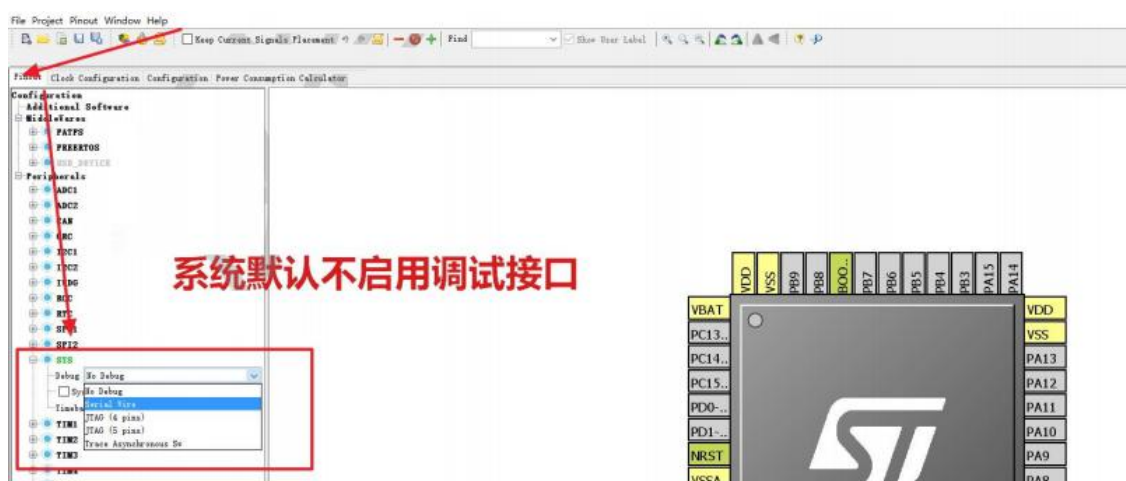 File Project Pinout Window Help
Keep Current Signals Placement
Find
Show User Label
Clock Configuration Configuration Power Consumption Calculator
Configuration
Additional Software
MiddleWares
FATFS
FREERTOS
USB_DEVICE
Peripherals
ADC1
ADC2
CAN
CRC
I2C1
I2C2
IWDG
RCC
RTC
SPI1
SPI2
SYS
Debug No Debug
No Debug
Serial Wire
JTAG (4 pins)
JTAG (5 pins)
Trace Asynchronous Sw
TIM1
TIM2
TIM3
TIM4
系统默认不启用调试接口
VDD VSS PB9 PB8 BOO.. PB7 PB6 PB5 PB4 PB3 PA15 PA14
VBAT
PC13..
PC14..
PC15..
PD0-..
PD1-..
NRST
VSSA
VDD
VSS
PA13
PA12
PA11
PA10
PA9
PA8
ST